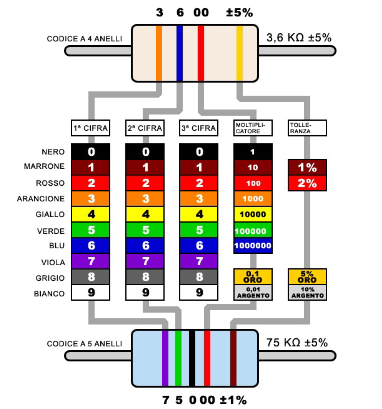 3 6 00 ±5%
CODICE A 4 ANELLI
3,6 KΩ ±5%
1ª CIFRA 2ª CIFRA 3ª CIFRA MOLTIPLI-CATORE TOLLE-RANZA
NERO 0 0 0 1
MARRONE 1 1 1 10 1%
ROSSO 2 2 2 100 2%
ARANCIONE 3 3 3 1000
GIALLO 4 4 4 10000
VERDE 5 5 5 100000
BLU 6 6 6 1000000
VIOLA 7 7 7
GRIGIO 8 8 8 0,1 ORO 5% ORO
BIANCO 9 9 9 0,01 ARGENTO 10% ARGENTO
CODICE A 5 ANELLI
75 KΩ ±5%
7 5 0 00 ±1%